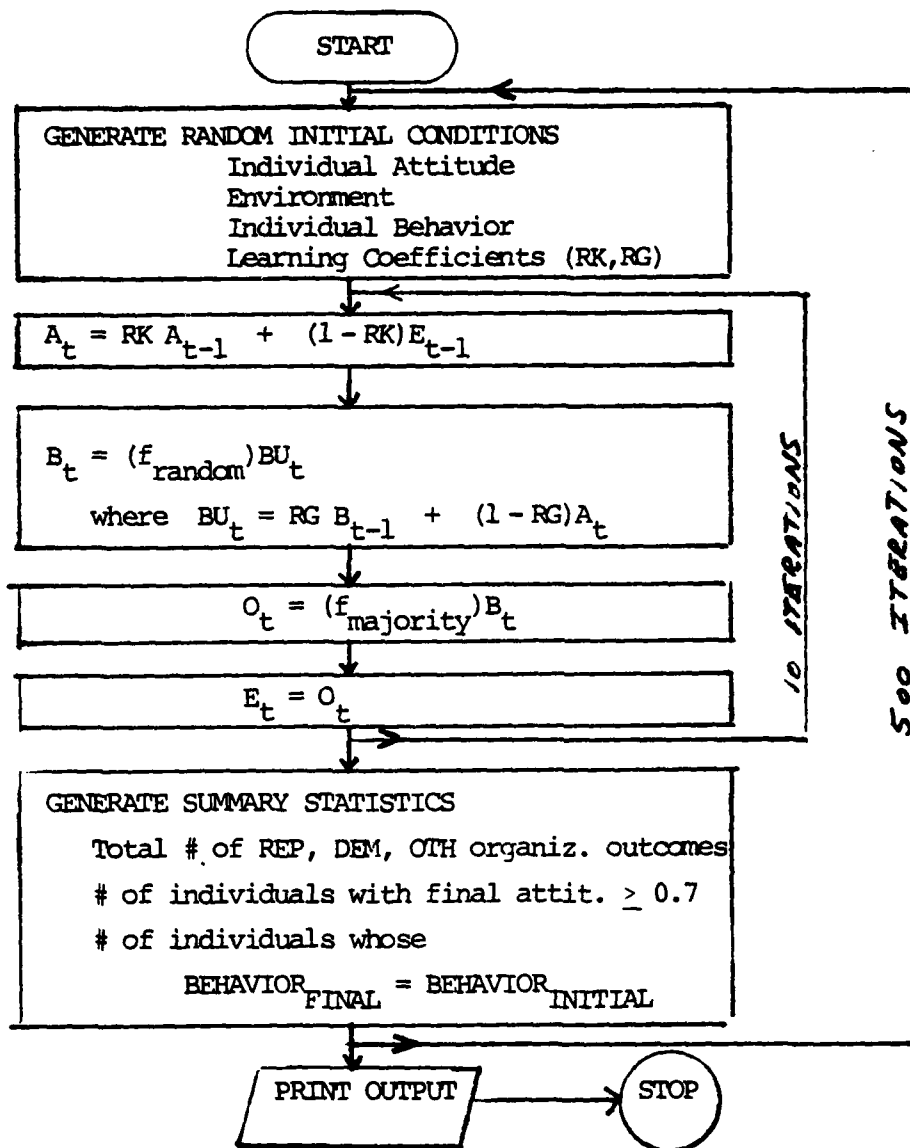 START
GENERATE RANDOM INITIAL CONDITIONS
Individual Attitude
Environment
Individual Behavior
Learning Coefficients (RK,RG)
A_t = RK A_{t-1} + (1-RK)E_{t-1}
B_t = (f_random)BU_t
where BU_t = RG B_{t-1} + (1-RG)A_t
O_t = (f_majority)B_t
E_t = O_t
10 ITERATIONS
500 ITERATIONS
GENERATE SUMMARY STATISTICS
Total # of REP, DEM, OTH organiz. outcomes
# of individuals with final attit. ≥ 0.7
# of individuals whose
BEHAVIOR_FINAL = BEHAVIOR_INITIAL
PRINT OUTPUT
STOP